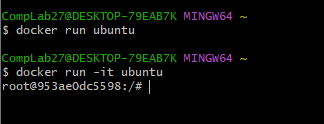 CompLab27@DESKTOP-79EAB7K MINGW64 ~
$ docker run ubuntu
CompLab27@DESKTOP-79EAB7K MINGW64 ~
$ docker run -it ubuntu
root@953ae0dc5598:/#